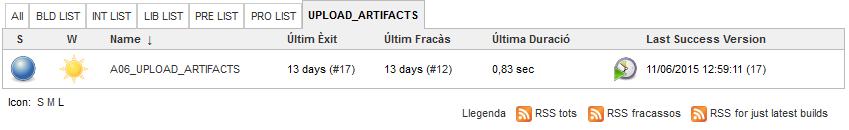 All BLD LIST INT LIST LIB LIST PRE LIST PRO LIST UPLOAD_ARTIFACTS
S W Name ↓ Últim Èxit Últim Fracàs Última Duració Last Success Version
A06_UPLOAD_ARTIFACTS 13 days (#17) 13 days (#12) 0,83 sec 11/06/2015 12:59:11 (17)
Icon: S M L
Llegenda RSS tots RSS fracassos RSS for just latest builds